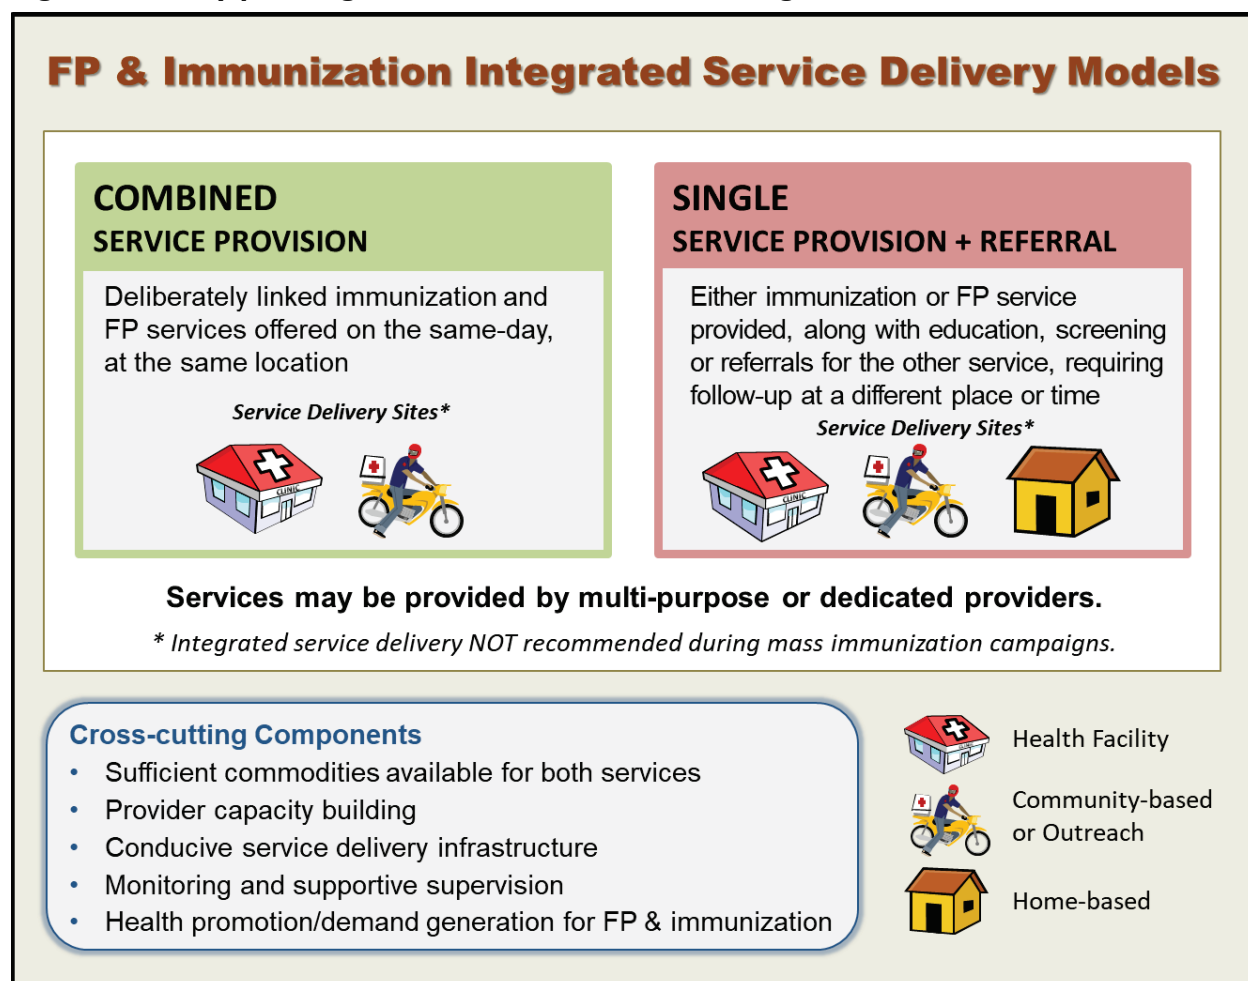 FP & Immunization Integrated Service Delivery Models
COMBINED
SERVICE PROVISION
Deliberately linked immunization and
FP services offered on the same-day,
at the same location
Service Delivery Sites*
CLINIC
SINGLE
SERVICE PROVISION + REFERRAL
Either immunization or FP service
provided, along with education, screening
or referrals for the other service, requiring
follow-up at a different place or time
Service Delivery Sites*
CLINIC
Services may be provided by multi-purpose or dedicated providers.
* Integrated service delivery NOT recommended during mass immunization campaigns.
Cross-cutting Components
• Sufficient commodities available for both services
• Provider capacity building
• Conducive service delivery infrastructure
• Monitoring and supportive supervision
• Health promotion/demand generation for FP & immunization
CLINIC
Health Facility
Community-based
or Outreach
Home-based